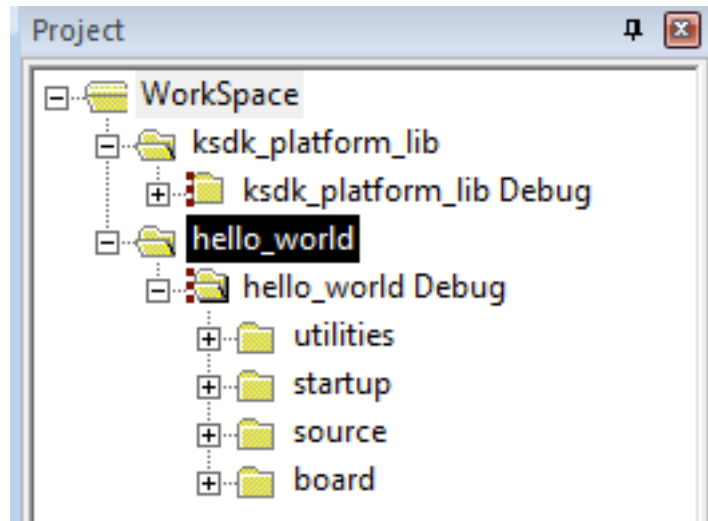 Project
WorkSpace
ksdk_platform_lib
ksdk_platform_lib Debug
hello_world
hello_world Debug
utilities
startup
source
board